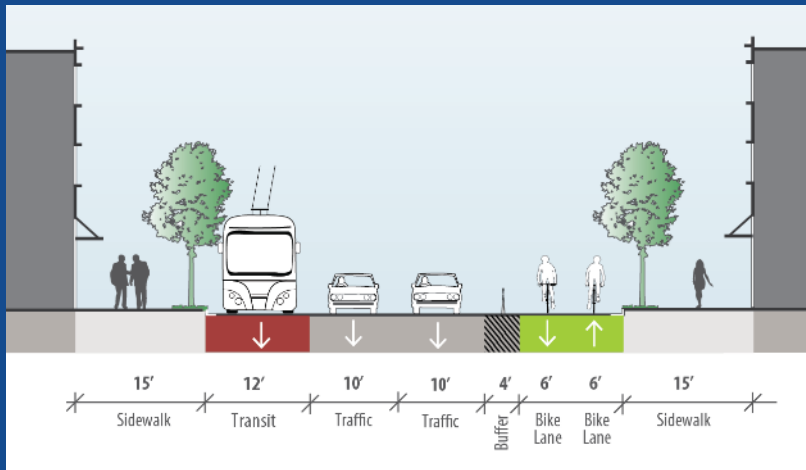 15′ 12′ 10′ 10′ 4′ 6′ 6′ 15′
Sidewalk Transit Traffic Traffic Buffer Bike Lane Bike Lane Sidewalk